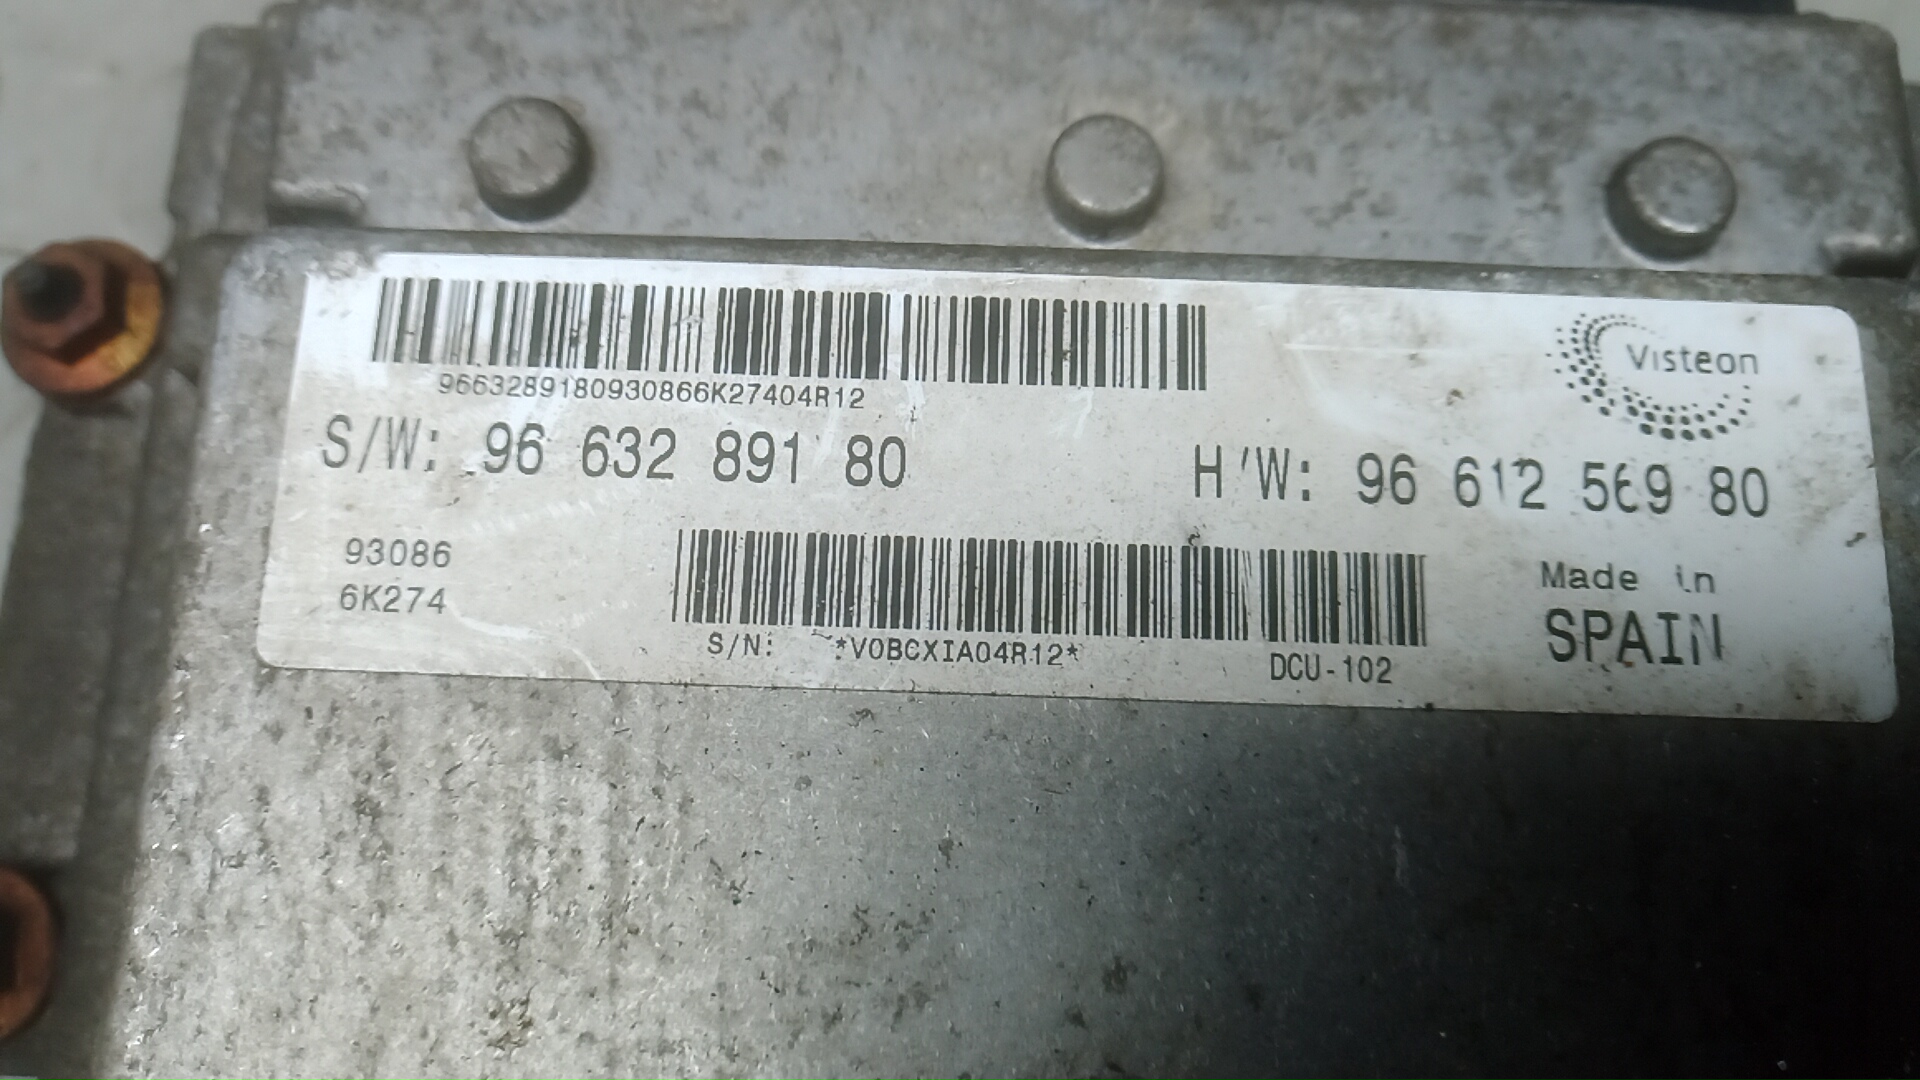 9663289180930866K27404R12
Visteon
S/W: 96 632 891 80
H/W: 96 612 569 80
93086
6K274
S/N: *V0BCXIA04R12*
DCU-102
Made in
SPAIN